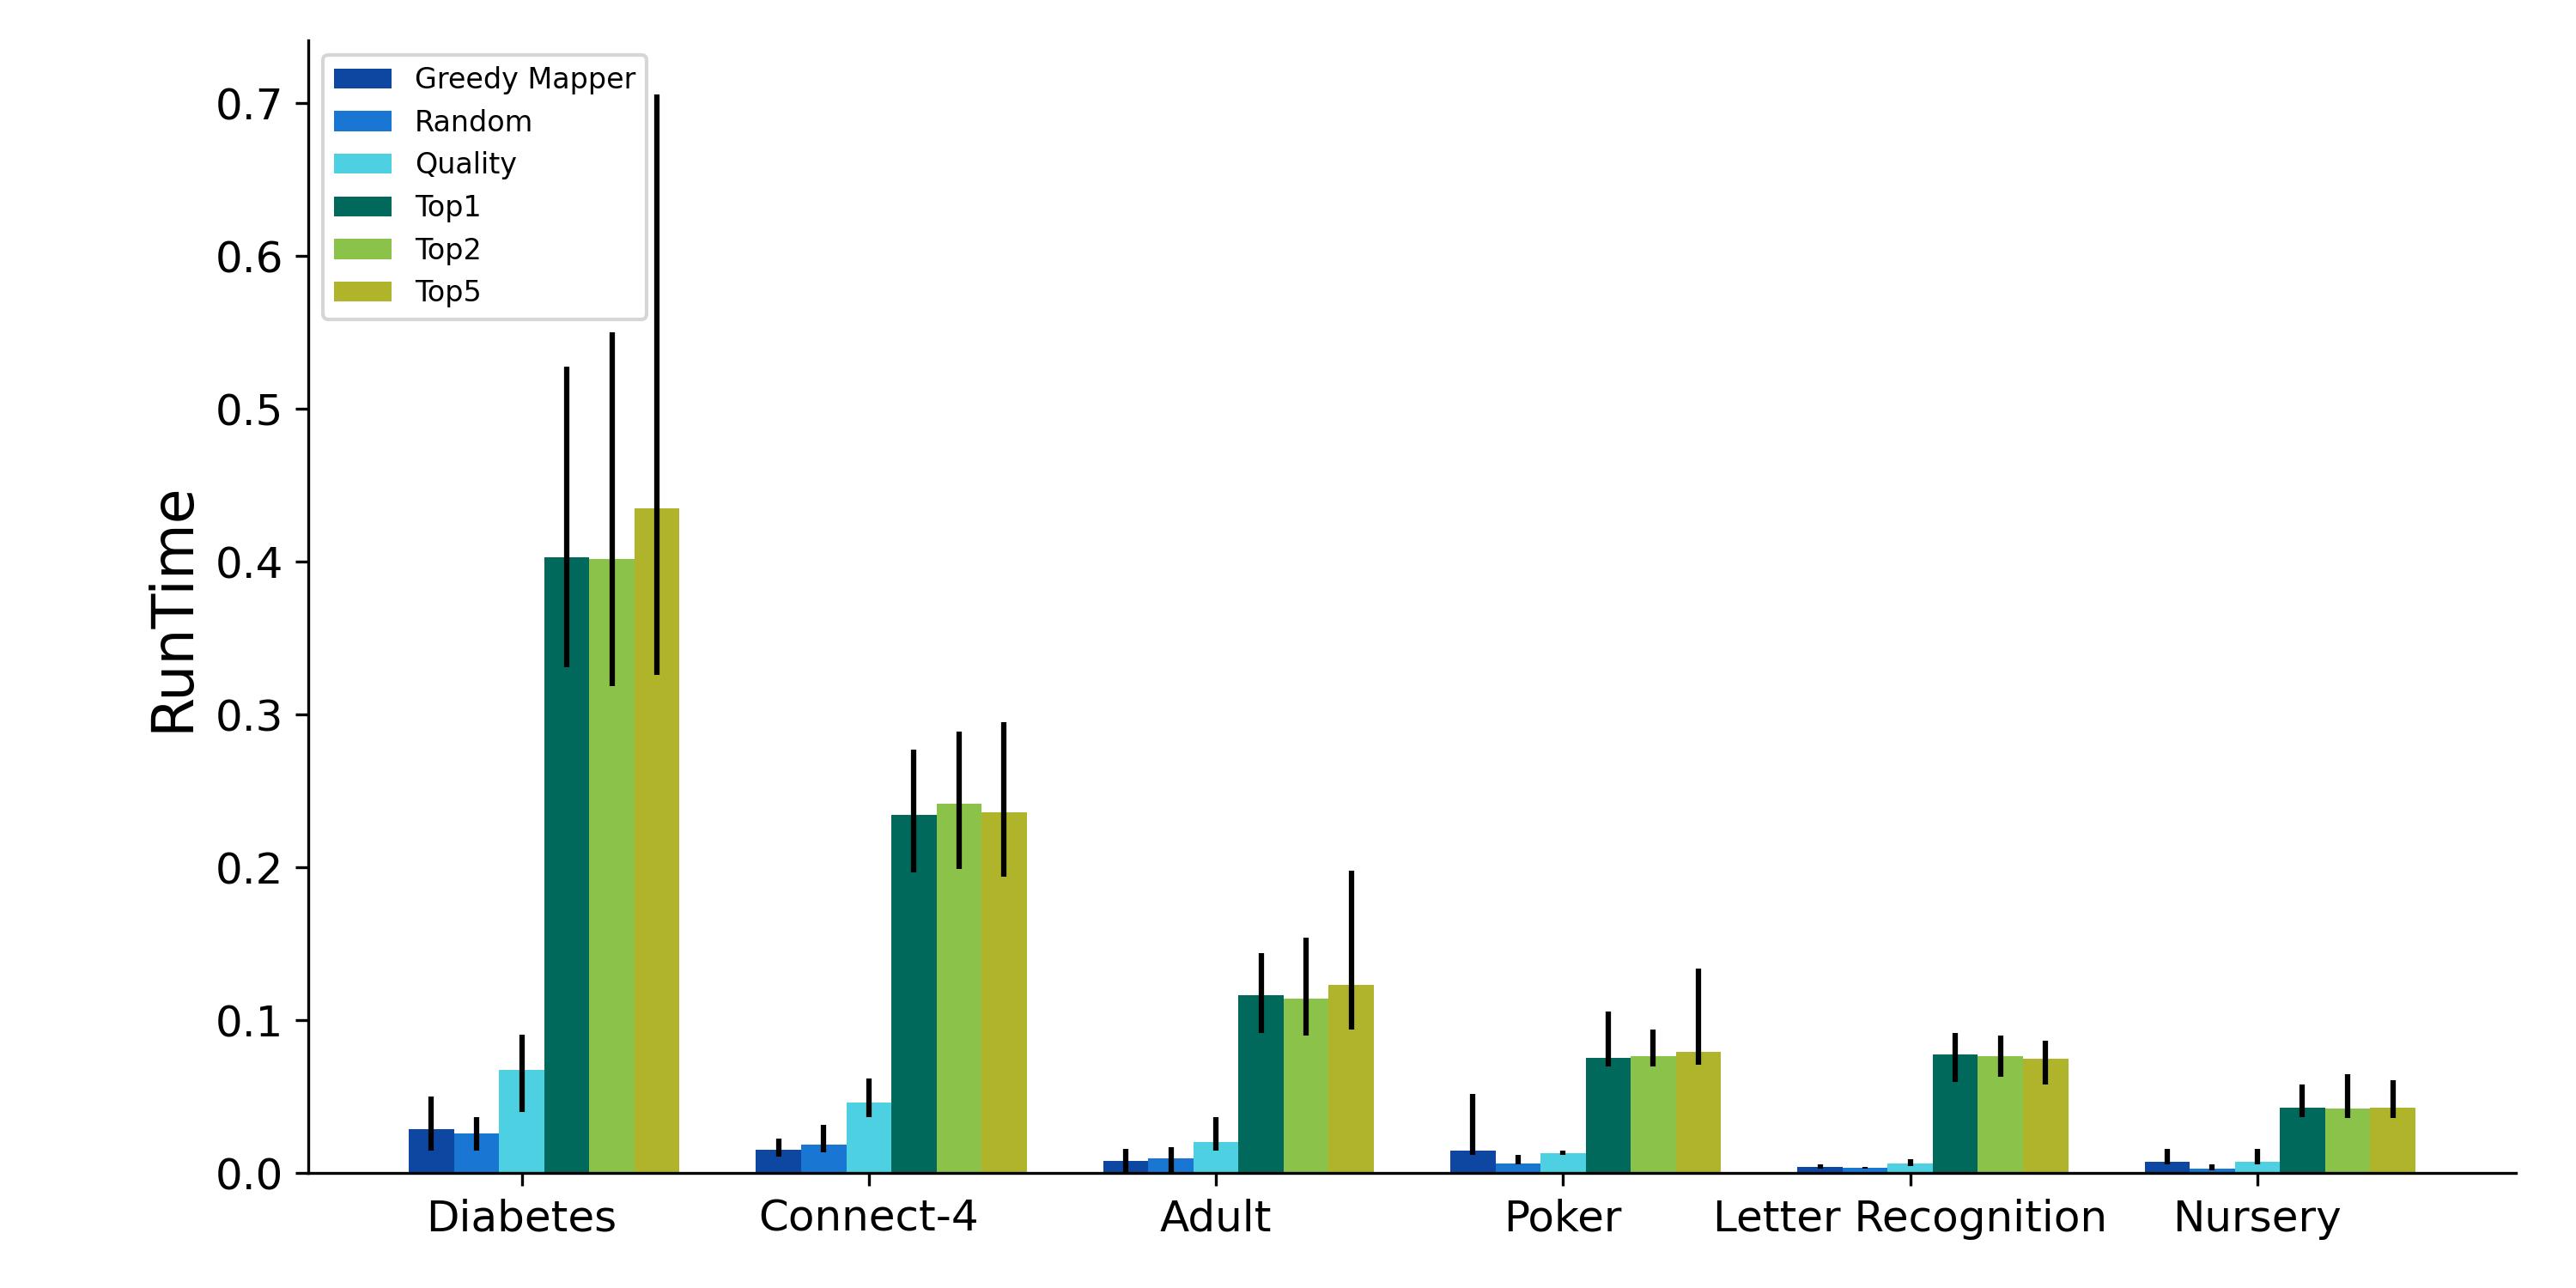 Greedy Mapper
Random
Quality
Top1
Top2
Top5
RunTime
0.7
0.6
0.5
0.4
0.3
0.2
0.1
0.0
Diabetes
Connect-4
Adult
Poker
Letter Recognition
Nursery